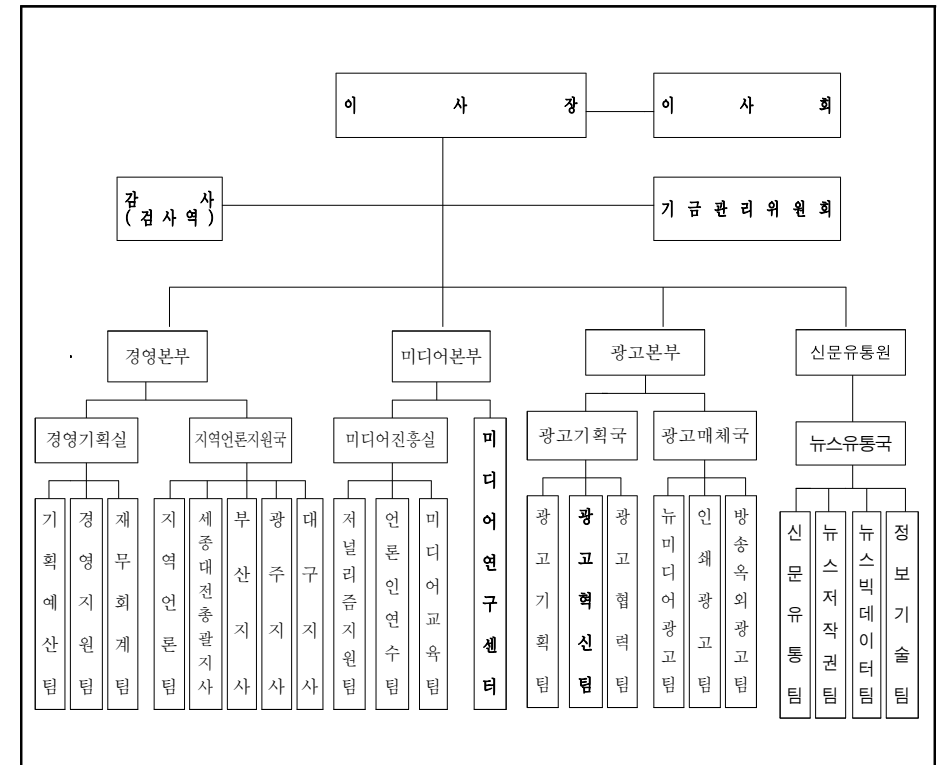 이사장
이사회
감사
(검사역)
기금관리위원회
경영본부
미디어본부
광고본부
신문유통원
경영기획실
지역언론지원국
미디어진흥실
미디어연구센터
광고기획국
광고매체국
뉴스유통국
기획예산팀
경영지원팀
재무회계팀
지역언론팀
세종대전총괄지사
부산지사
광주지사
대구지사
저널리즘지원팀
언론인연수팀
미디어교육팀
광고기획팀
광고혁신팀
광고협력팀
뉴미디어광고팀
인쇄광고팀
방송옥외광고팀
신문유통팀
뉴스저작권팀
뉴스빅데이터팀
정보기술팀